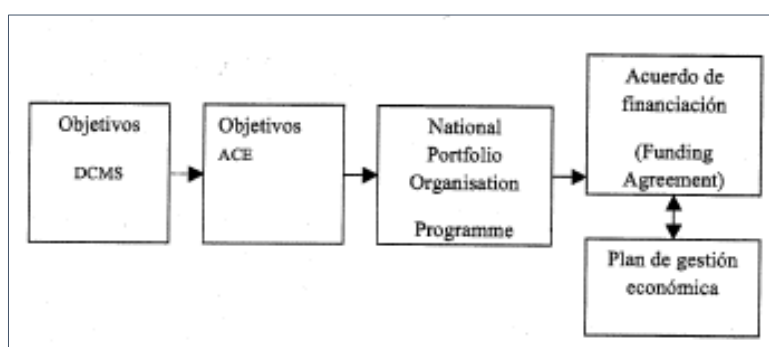 Objetivos
DCMS
Objetivos
ACE
National
Portfolio
Organisation
Programme
Acuerdo de
financiación
(Funding
Agreement)
Plan de gestión
económica